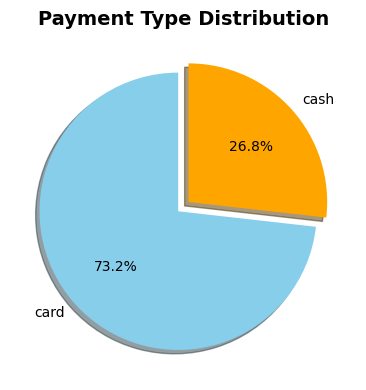 Payment Type Distribution
cash
26.8%
73.2%
card